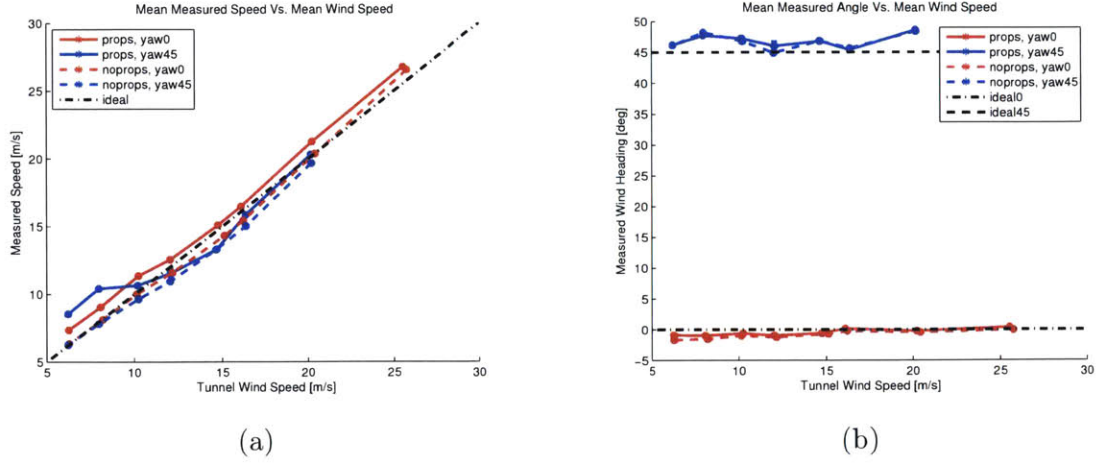 Mean Measured Speed Vs. Mean Wind Speed
30
25
20
15
10
5
5
10
15
20
25
30
Measured Speed [m/s]
Tunnel Wind Speed [m/s]
props, yaw0
props, yaw45
noprops, yaw0
noprops, yaw45
ideal
(a)
Mean Measured Angle Vs. Mean Wind Speed
50
45
40
35
30
25
20
15
10
5
0
−5
5
10
15
20
25
30
Measured Wind Heading [deg]
Tunnel Wind Speed [m/s]
props, yaw0
props, yaw45
noprops, yaw0
noprops, yaw45
ideal0
ideal45
(b)